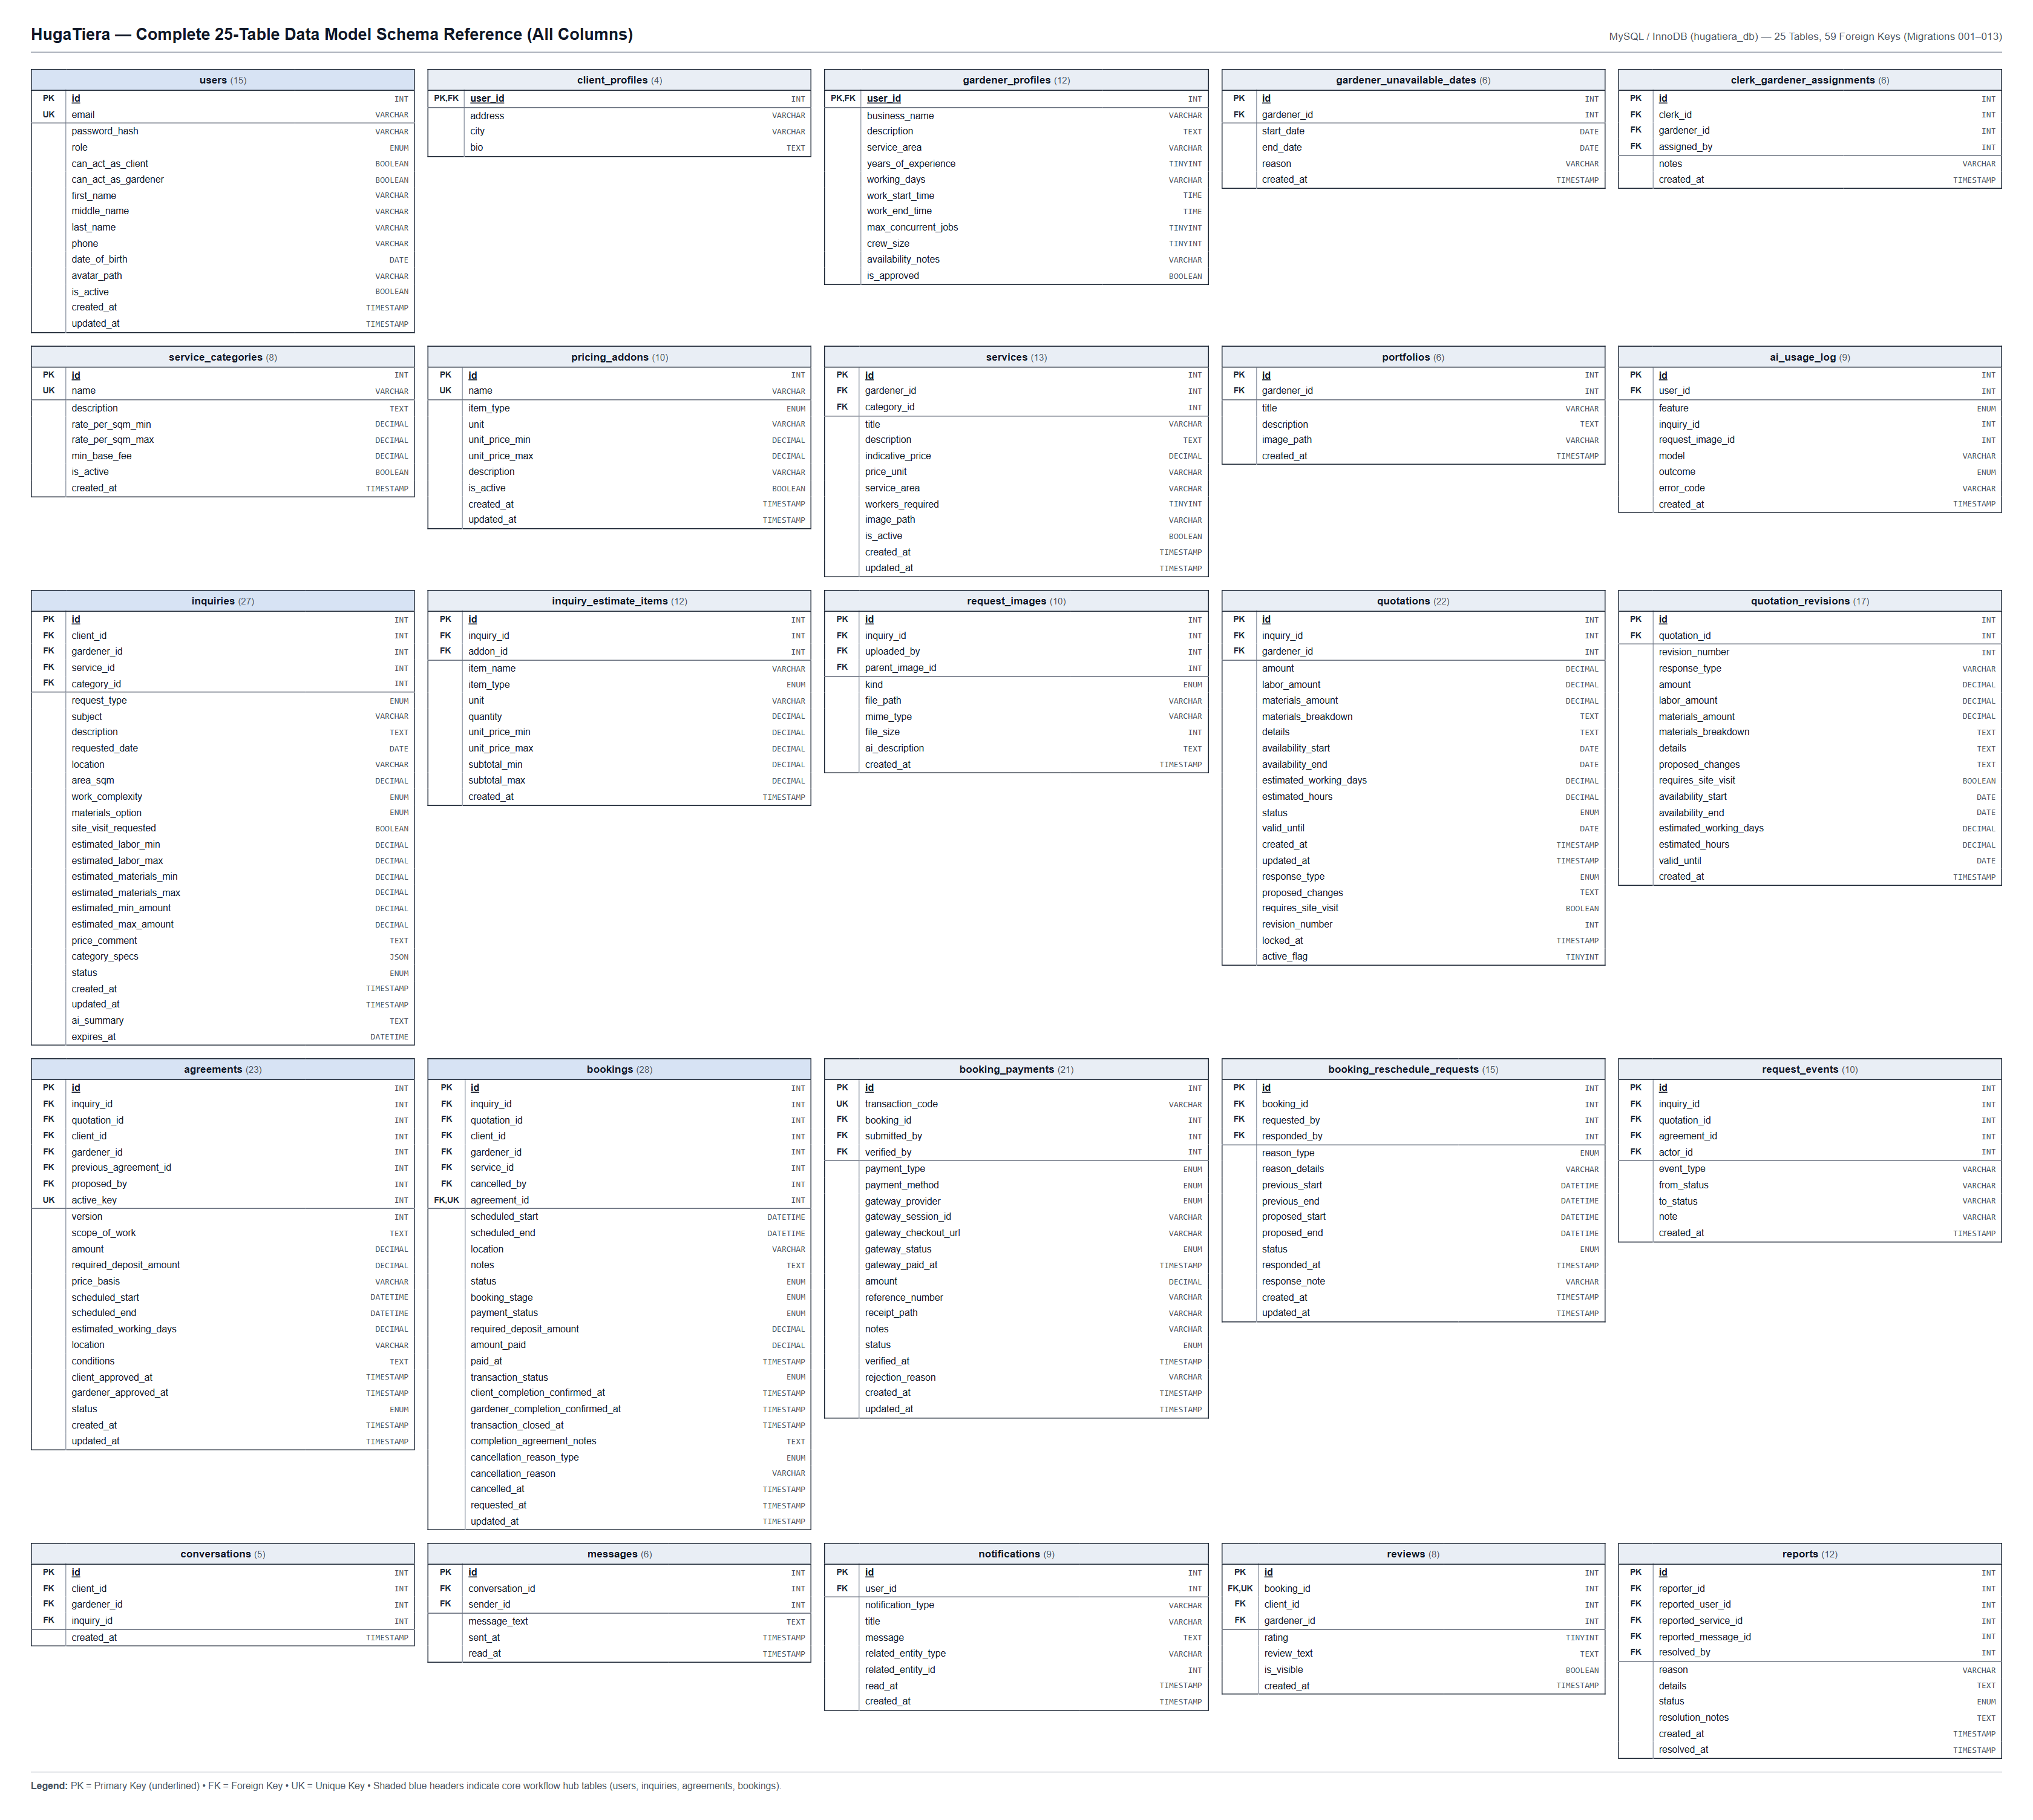 HugaTiera — Complete 25-Table Data Model Schema Reference (All Columns)
MySQL / InnoDB (hugatiera_db) — 25 Tables, 59 Foreign Keys (Migrations 001–013)
users (15)
PK id INT
UK email VARCHAR
password_hash VARCHAR
role ENUM
can_act_as_client BOOLEAN
can_act_as_gardener BOOLEAN
first_name VARCHAR
middle_name VARCHAR
last_name VARCHAR
phone VARCHAR
date_of_birth DATE
avatar_path VARCHAR
is_active BOOLEAN
created_at TIMESTAMP
updated_at TIMESTAMP
client_profiles (4)
PK,FK user_id INT
address VARCHAR
city VARCHAR
bio TEXT
gardener_profiles (12)
PK,FK user_id INT
business_name VARCHAR
description TEXT
service_area VARCHAR
years_of_experience TINYINT
working_days VARCHAR
work_start_time TIME
work_end_time TIME
max_concurrent_jobs TINYINT
crew_size TINYINT
availability_notes VARCHAR
is_approved BOOLEAN
gardener_unavailable_dates (6)
PK id INT
FK gardener_id INT
start_date DATE
end_date DATE
reason VARCHAR
created_at TIMESTAMP
clerk_gardener_assignments (6)
PK id INT
FK clerk_id INT
FK gardener_id INT
FK assigned_by INT
notes VARCHAR
created_at TIMESTAMP
service_categories (8)
PK id INT
UK name VARCHAR
description TEXT
rate_per_sqm_min DECIMAL
rate_per_sqm_max DECIMAL
min_base_fee DECIMAL
is_active BOOLEAN
created_at TIMESTAMP
pricing_addons (10)
PK id INT
UK name VARCHAR
item_type ENUM
unit VARCHAR
unit_price_min DECIMAL
unit_price_max DECIMAL
description VARCHAR
is_active BOOLEAN
created_at TIMESTAMP
updated_at TIMESTAMP
services (13)
PK id INT
FK gardener_id INT
FK category_id INT
title VARCHAR
description TEXT
indicative_price DECIMAL
price_unit VARCHAR
service_area VARCHAR
workers_required TINYINT
image_path VARCHAR
is_active BOOLEAN
created_at TIMESTAMP
updated_at TIMESTAMP
portfolios (6)
PK id INT
FK gardener_id INT
title VARCHAR
description TEXT
image_path VARCHAR
created_at TIMESTAMP
ai_usage_log (9)
PK id INT
FK user_id INT
feature ENUM
inquiry_id INT
request_image_id INT
model VARCHAR
outcome ENUM
error_code VARCHAR
created_at TIMESTAMP
inquiries (27)
PK id INT
FK client_id INT
FK gardener_id INT
FK service_id INT
FK category_id INT
request_type ENUM
subject VARCHAR
description TEXT
requested_date DATE
location VARCHAR
area_sqm DECIMAL
work_complexity ENUM
materials_option ENUM
site_visit_requested BOOLEAN
estimated_labor_min DECIMAL
estimated_labor_max DECIMAL
estimated_materials_min DECIMAL
estimated_materials_max DECIMAL
estimated_min_amount DECIMAL
estimated_max_amount DECIMAL
price_comment TEXT
category_specs JSON
status ENUM
created_at TIMESTAMP
updated_at TIMESTAMP
ai_summary TEXT
expires_at DATETIME
inquiry_estimate_items (12)
PK id INT
FK inquiry_id INT
FK addon_id INT
item_name VARCHAR
item_type ENUM
unit VARCHAR
quantity DECIMAL
unit_price_min DECIMAL
unit_price_max DECIMAL
subtotal_min DECIMAL
subtotal_max DECIMAL
created_at TIMESTAMP
request_images (10)
PK id INT
FK inquiry_id INT
FK uploaded_by INT
FK parent_image_id INT
kind ENUM
file_path VARCHAR
mime_type VARCHAR
file_size INT
ai_description TEXT
created_at TIMESTAMP
quotations (22)
PK id INT
FK inquiry_id INT
FK gardener_id INT
amount DECIMAL
labor_amount DECIMAL
materials_amount DECIMAL
materials_breakdown TEXT
details TEXT
availability_start DATE
availability_end DATE
estimated_working_days DECIMAL
estimated_hours DECIMAL
status ENUM
valid_until DATE
created_at TIMESTAMP
updated_at TIMESTAMP
response_type ENUM
proposed_changes TEXT
requires_site_visit BOOLEAN
revision_number INT
locked_at TIMESTAMP
active_flag TINYINT
quotation_revisions (17)
PK id INT
FK quotation_id INT
revision_number INT
response_type VARCHAR
amount DECIMAL
labor_amount DECIMAL
materials_amount DECIMAL
materials_breakdown TEXT
details TEXT
proposed_changes TEXT
requires_site_visit BOOLEAN
availability_start DATE
availability_end DATE
estimated_working_days DECIMAL
estimated_hours DECIMAL
valid_until DATE
created_at TIMESTAMP
agreements (23)
PK id INT
FK inquiry_id INT
FK quotation_id INT
FK client_id INT
FK gardener_id INT
FK previous_agreement_id INT
FK proposed_by INT
UK active_key INT
version INT
scope_of_work TEXT
amount DECIMAL
required_deposit_amount DECIMAL
price_basis VARCHAR
scheduled_start DATETIME
scheduled_end DATETIME
estimated_working_days DECIMAL
location VARCHAR
conditions TEXT
client_approved_at TIMESTAMP
gardener_approved_at TIMESTAMP
status ENUM
created_at TIMESTAMP
updated_at TIMESTAMP
bookings (28)
PK id INT
FK inquiry_id INT
FK quotation_id INT
FK client_id INT
FK gardener_id INT
FK service_id INT
FK cancelled_by INT
FK,UK agreement_id INT
scheduled_start DATETIME
scheduled_end DATETIME
location VARCHAR
notes TEXT
status ENUM
booking_stage ENUM
payment_status ENUM
required_deposit_amount DECIMAL
amount_paid DECIMAL
paid_at TIMESTAMP
transaction_status ENUM
client_completion_confirmed_at TIMESTAMP
gardener_completion_confirmed_at TIMESTAMP
transaction_closed_at TIMESTAMP
completion_agreement_notes TEXT
cancellation_reason_type ENUM
cancellation_reason VARCHAR
cancelled_at TIMESTAMP
requested_at TIMESTAMP
updated_at TIMESTAMP
booking_payments (21)
PK id INT
UK transaction_code VARCHAR
FK booking_id INT
FK submitted_by INT
FK verified_by INT
payment_type ENUM
payment_method ENUM
gateway_provider ENUM
gateway_session_id VARCHAR
gateway_checkout_url VARCHAR
gateway_status ENUM
gateway_paid_at TIMESTAMP
amount DECIMAL
reference_number VARCHAR
receipt_path VARCHAR
notes VARCHAR
status ENUM
verified_at TIMESTAMP
rejection_reason VARCHAR
created_at TIMESTAMP
updated_at TIMESTAMP
booking_reschedule_requests (15)
PK id INT
FK booking_id INT
FK requested_by INT
FK responded_by INT
reason_type ENUM
reason_details VARCHAR
previous_start DATETIME
previous_end DATETIME
proposed_start DATETIME
proposed_end DATETIME
status ENUM
responded_at TIMESTAMP
response_note VARCHAR
created_at TIMESTAMP
updated_at TIMESTAMP
request_events (10)
PK id INT
FK inquiry_id INT
FK quotation_id INT
FK agreement_id INT
FK actor_id INT
event_type VARCHAR
from_status VARCHAR
to_status VARCHAR
note VARCHAR
created_at TIMESTAMP
conversations (5)
PK id INT
FK client_id INT
FK gardener_id INT
FK inquiry_id INT
created_at TIMESTAMP
messages (6)
PK id INT
FK conversation_id INT
FK sender_id INT
message_text TEXT
sent_at TIMESTAMP
read_at TIMESTAMP
notifications (9)
PK id INT
FK user_id INT
notification_type VARCHAR
title VARCHAR
message TEXT
related_entity_type VARCHAR
related_entity_id INT
read_at TIMESTAMP
created_at TIMESTAMP
reviews (8)
PK id INT
FK,UK booking_id INT
FK client_id INT
FK gardener_id INT
rating TINYINT
review_text TEXT
is_visible BOOLEAN
created_at TIMESTAMP
reports (12)
PK id INT
FK reporter_id INT
FK reported_user_id INT
FK reported_service_id INT
FK reported_message_id INT
FK resolved_by INT
reason VARCHAR
details TEXT
status ENUM
resolution_notes TEXT
created_at TIMESTAMP
resolved_at TIMESTAMP
Legend: PK = Primary Key (underlined) • FK = Foreign Key • UK = Unique Key • Shaded blue headers indicate core workflow hub tables (users, inquiries, agreements, bookings).